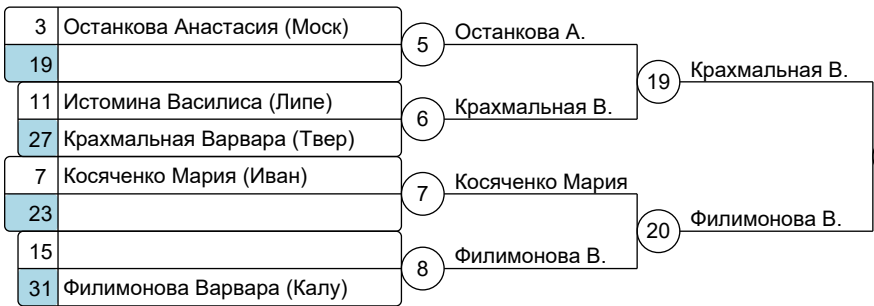 3 Останкова Анастасия (Моск)
19
11 Истомина Василиса (Липе)
27 Крахмальная Варвара (Твер)
7 Косяченко Мария (Иван)
23
15
31 Филимонова Варвара (Калу)
5 Останкова А.
6 Крахмальная В.
7 Косяченко Мария
8 Филимонова В.
19 Крахмальная В.
20 Филимонова В.